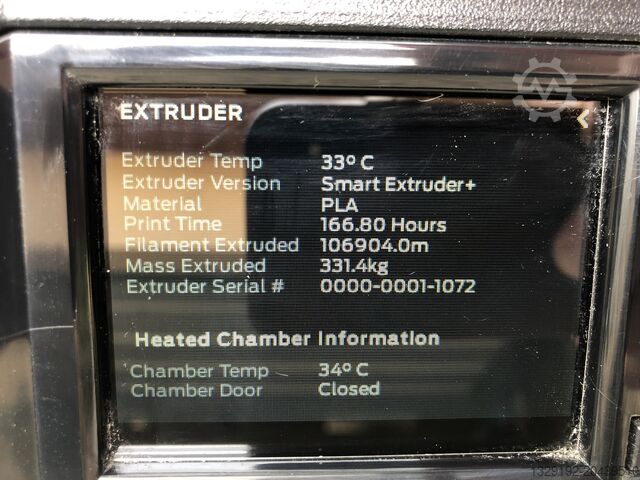 EXTRUDER
Extruder Temp 33° C
Extruder Version Smart Extruder+
Material PLA
Print Time 166.80 Hours
Filament Extruded 106904.0m
Mass Extruded 331.4kg
Extruder Serial # 0000-0001-1072
Heated Chamber Information
Chamber Temp 34° C
Chamber Door Closed